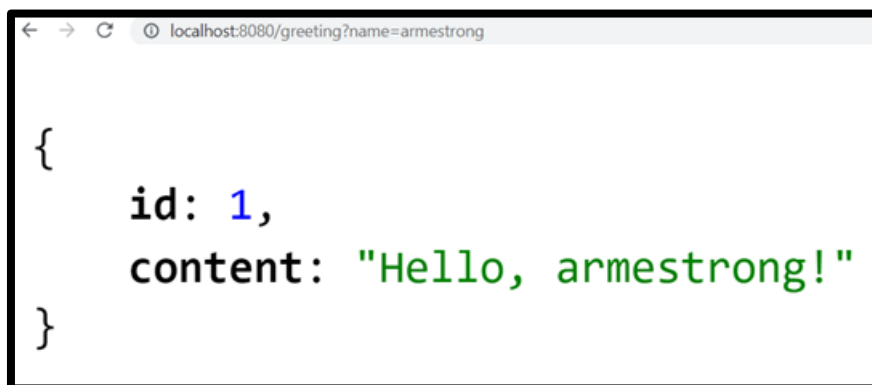 localhost:8080/greeting?name=armestrong
{
id: 1,
content: "Hello, armestrong!"
}